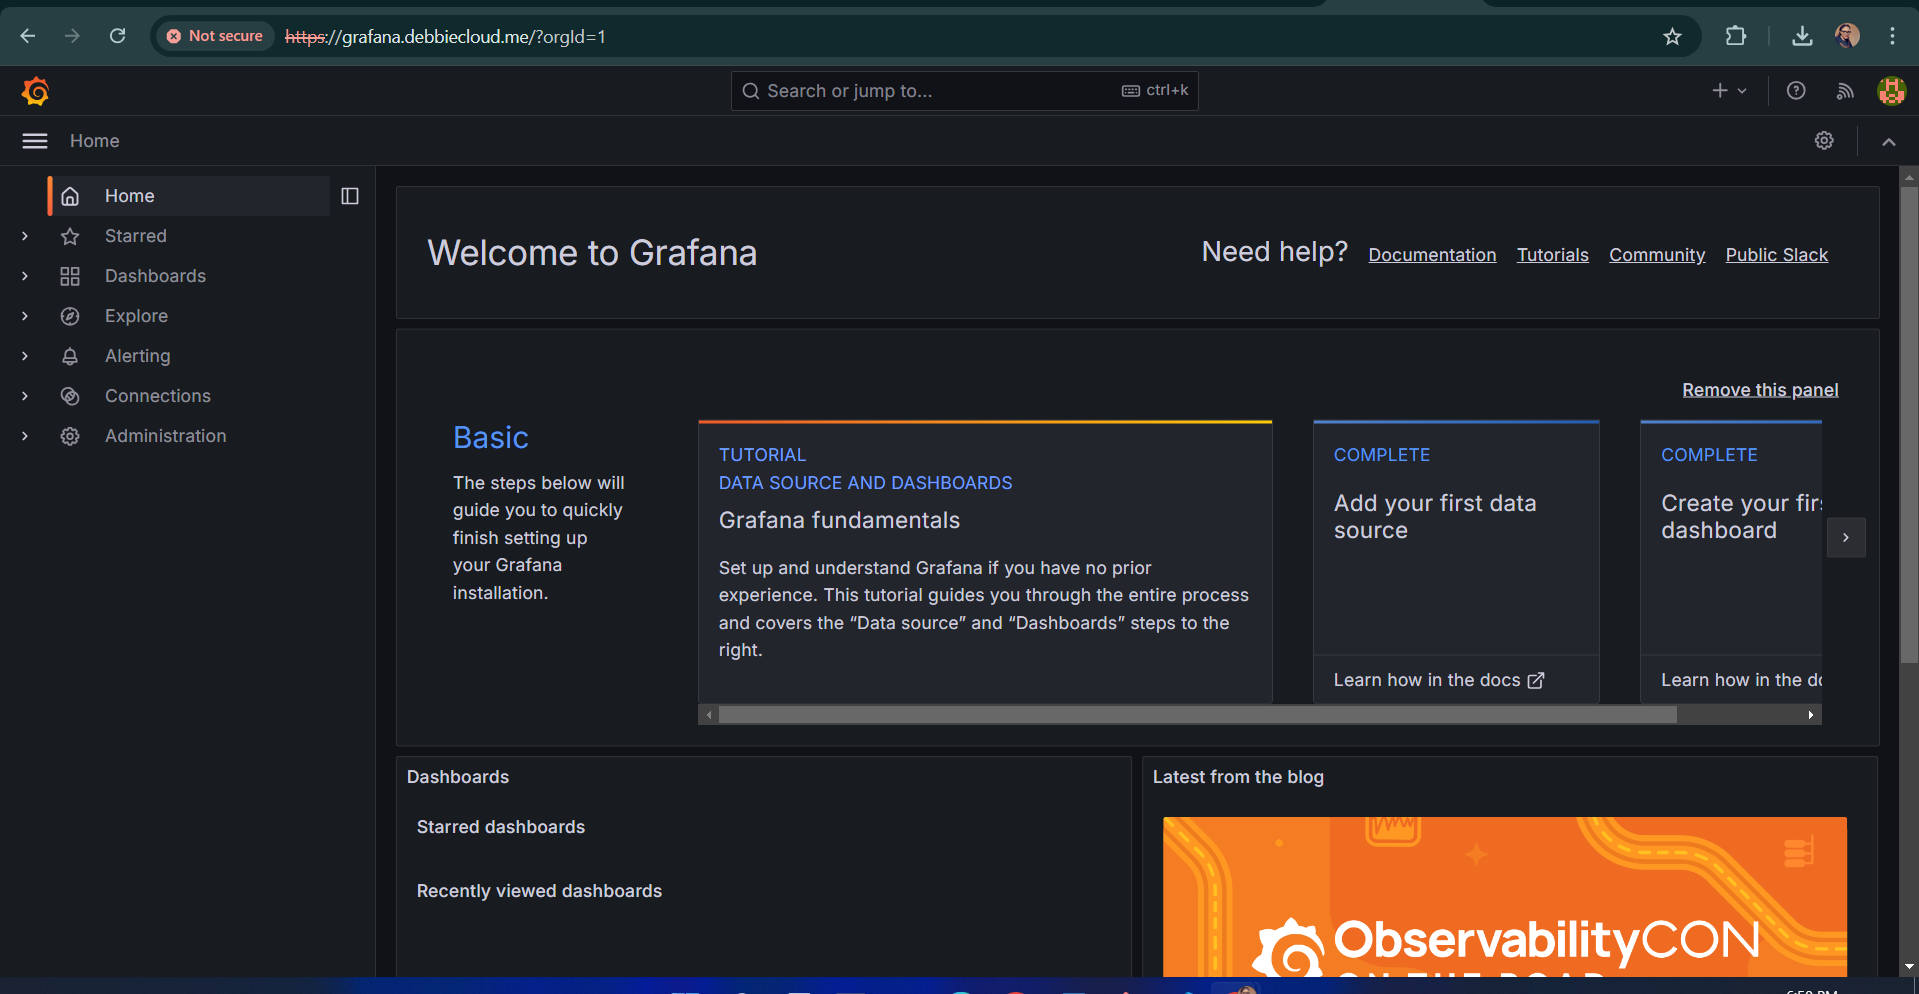 Not secure https://grafana.debbiecloud.me/?orgId=1
Search or jump to... ctrl+k
Home
Home
Starred
Dashboards
Explore
Alerting
Connections
Administration
Welcome to Grafana
Need help? Documentation Tutorials Community Public Slack
Remove this panel
Basic
The steps below will
guide you to quickly
finish setting up
your Grafana
installation.
TUTORIAL
DATA SOURCE AND DASHBOARDS
Grafana fundamentals
Set up and understand Grafana if you have no prior
experience. This tutorial guides you through the entire process
and covers the “Data source” and “Dashboards” steps to the
right.
COMPLETE
Add your first data
source
Learn how in the docs
COMPLETE
Create your firs
dashboard
Learn how in the do
Dashboards
Starred dashboards
Recently viewed dashboards
Latest from the blog
ObservabilityCON
ON THE ROAD